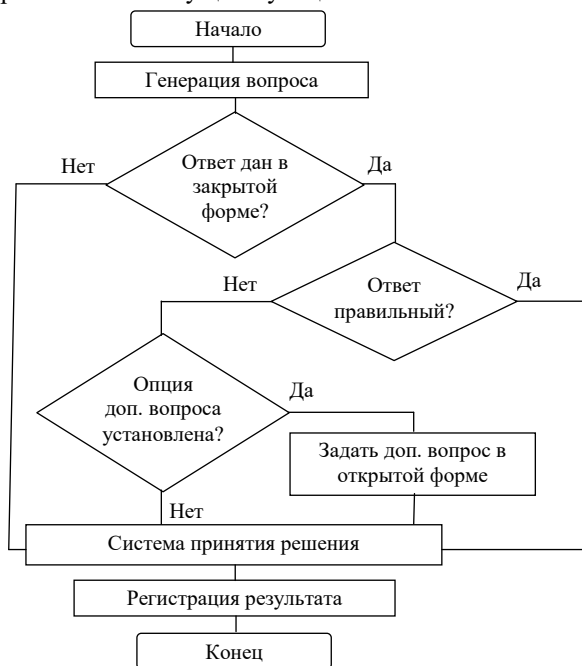 Начало
Генерация вопроса
Нет
Ответ дан в
закрытой
форме?
Да
Нет
Ответ
правильный?
Да
Опция
доп. вопроса
установлена?
Да
Задать доп. вопрос в
открытой форме
Нет
Система принятия решения
Регистрация результата
Конец